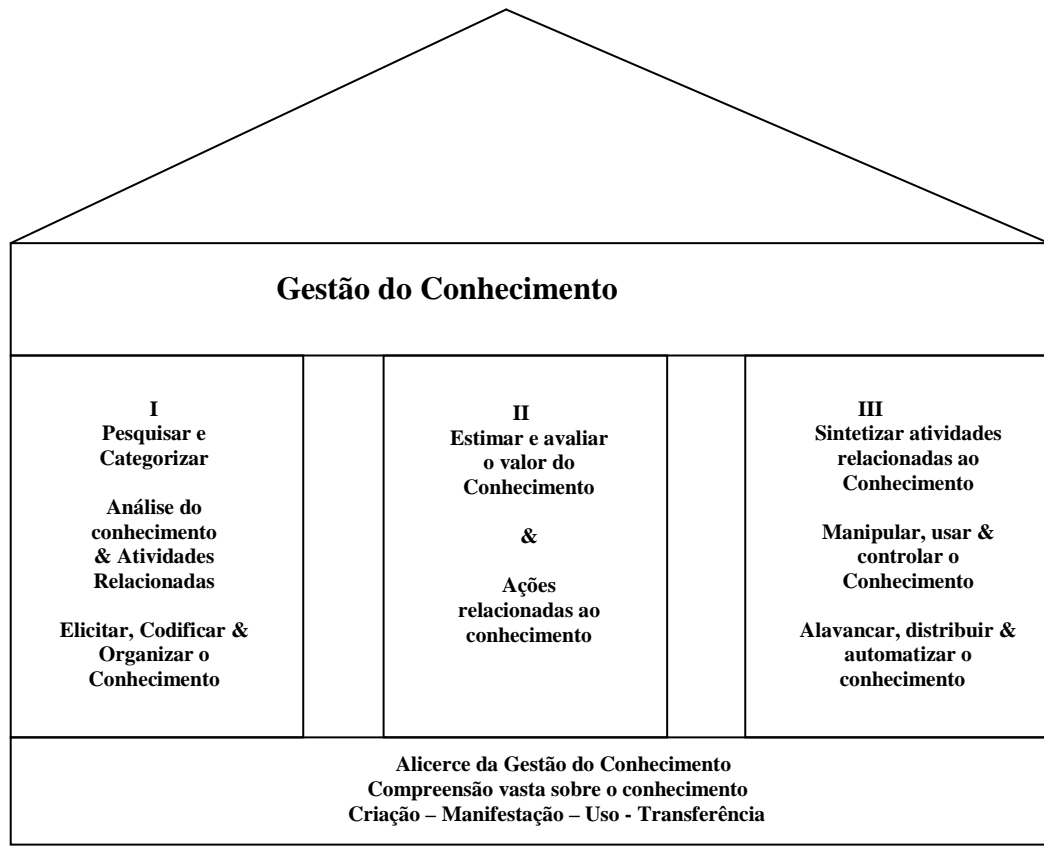 Gestão do Conhecimento
I
Pesquisar e
Categorizar
Análise do
conhecimento
& Atividades
Relacionadas
Elicitar, Codificar &
Organizar o
Conhecimento
II
Estimar e avaliar
o valor do
Conhecimento
&
Ações
relacionadas ao
conhecimento
III
Sintetizar atividades
relacionadas ao
Conhecimento
Manipular, usar &
controlar o
Conhecimento
Alavancar, distribuir &
automatizar o
conhecimento
Alicerce da Gestão do Conhecimento
Compreensão vasta sobre o conhecimento
Criação – Manifestação – Uso - Transferência